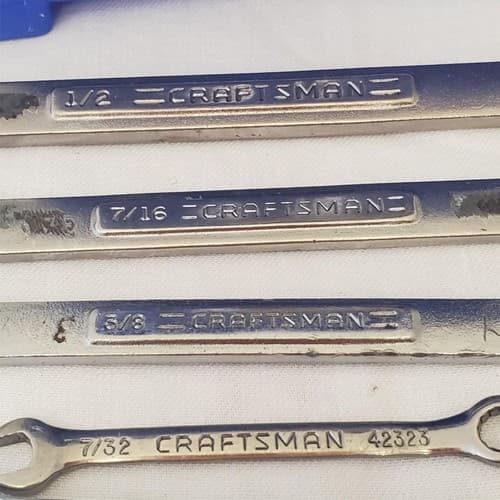 1/2 =CRAFTSMAN=
7/16 =CRAFTSMAN=
3/8 =CRAFTSMAN=
7/32 CRAFTSMAN 42323